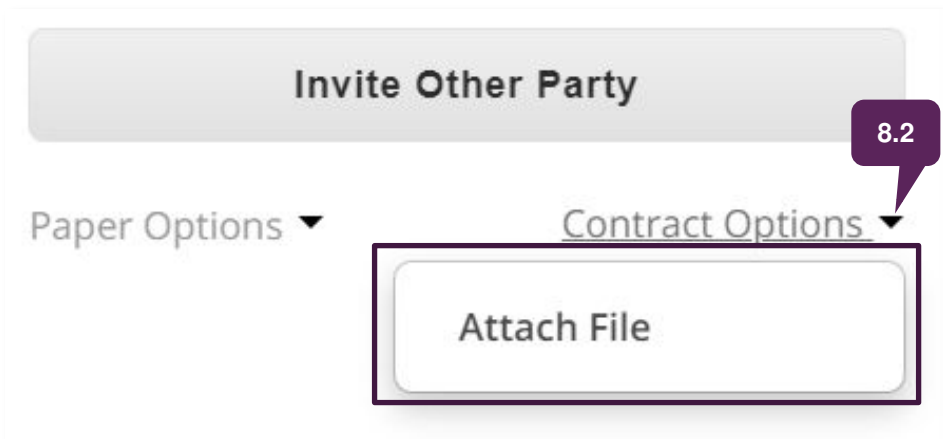 Invite Other Party
8.2
Paper Options
Contract Options
Attach File